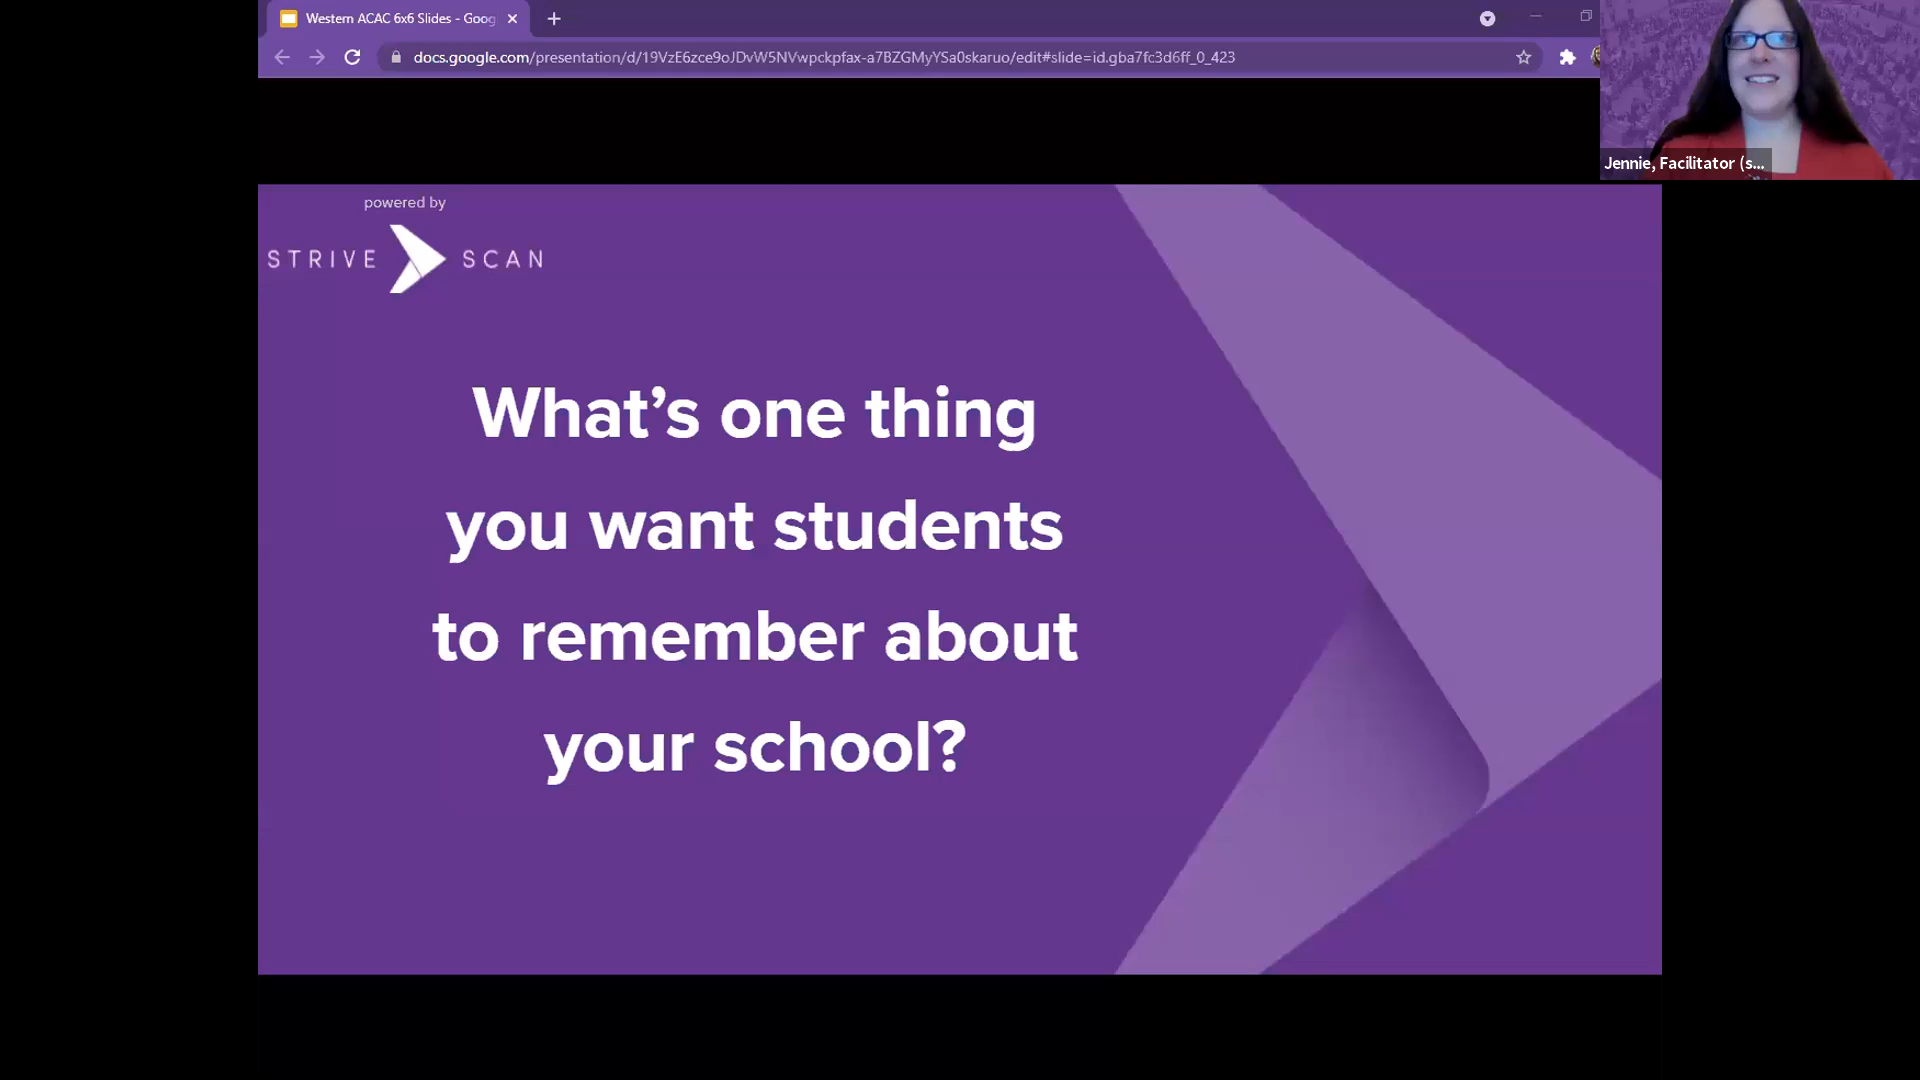 Western ACAC 6x6 Slides - Goog
docs.google.com/presentation/d/19VzE6zce9oJDvW5NVwpckpfax-a7BZGMyYSa0skaruo/edit#slide=id.gba7fc3d6ff_0_423
Jennie, Facilitator (s...
powered by
STRIVE SCAN
What’s one thing
you want students
to remember about
your school?